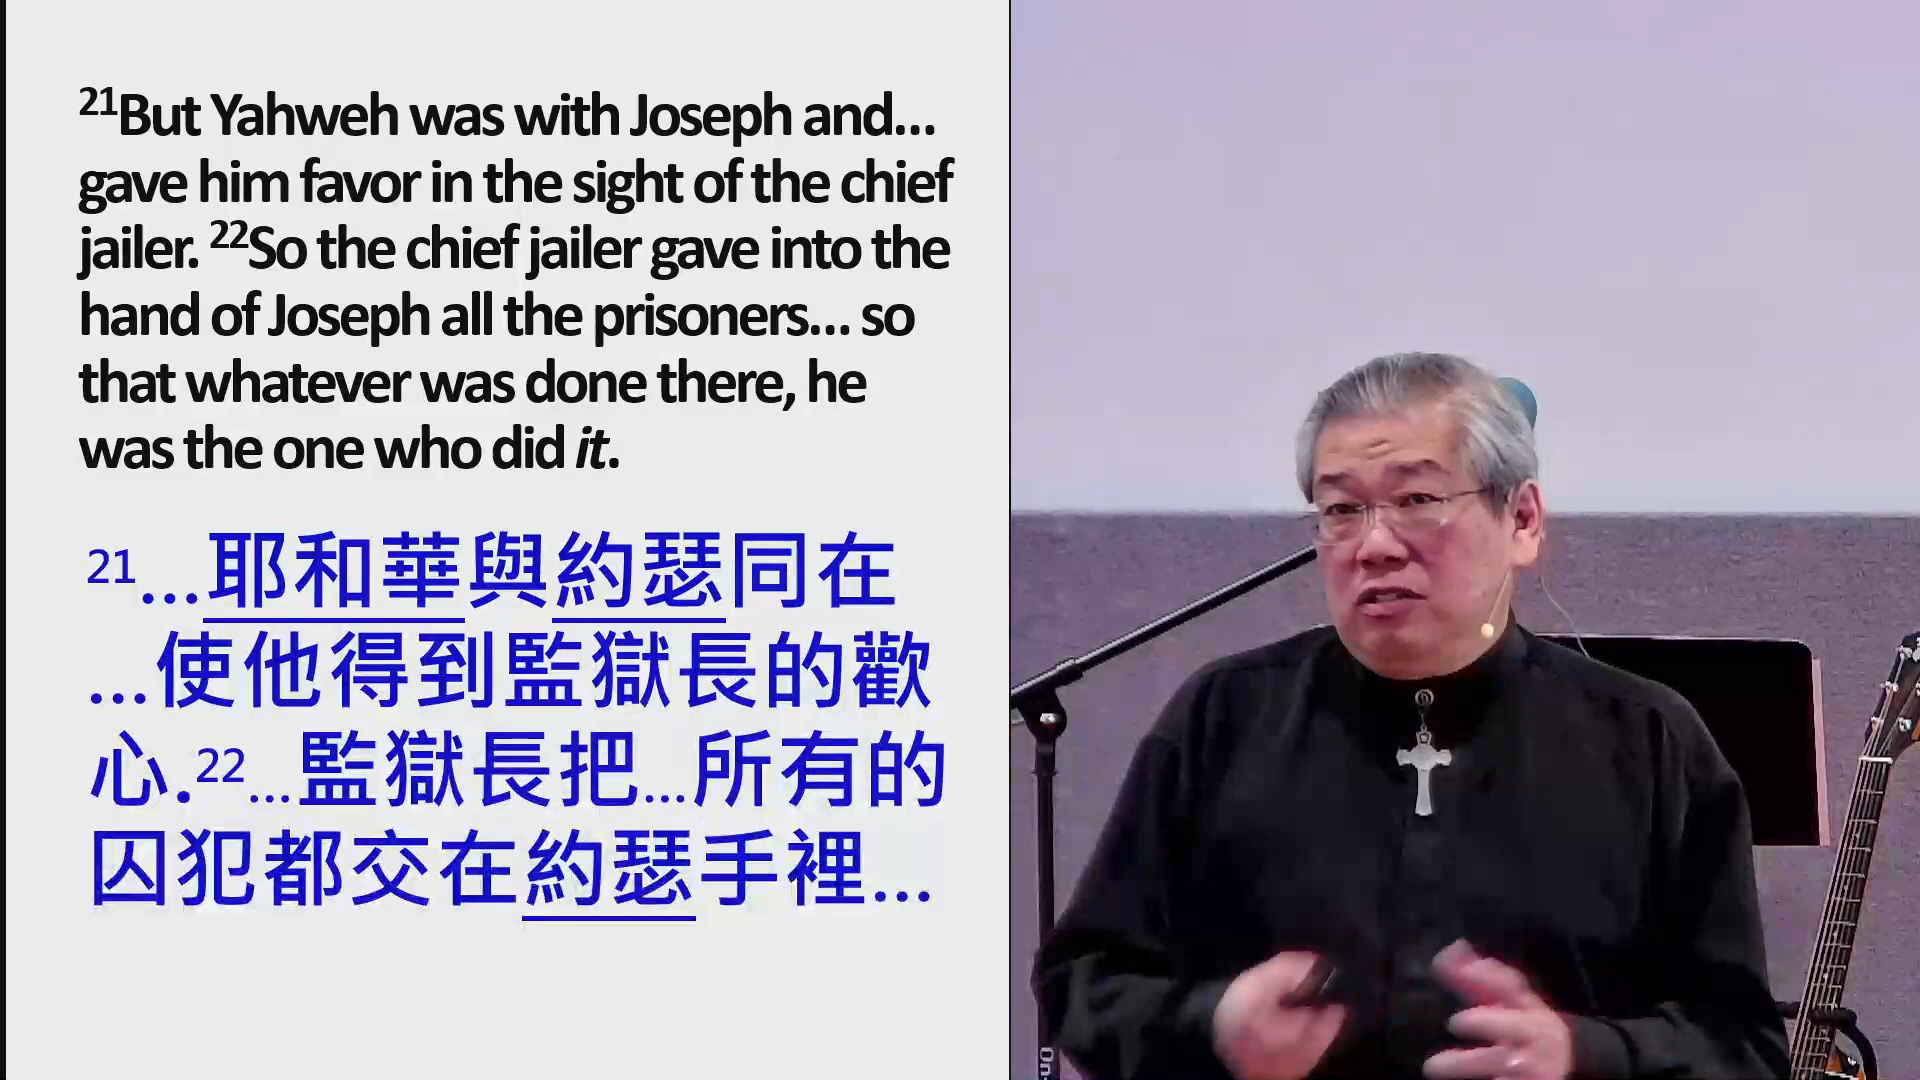 21But Yahweh was with Joseph and...
gave him favor in the sight of the chief
jailer. 22So the chief jailer gave into the
hand of Joseph all the prisoners... so
that whatever was done there, he
was the one who did it.
21...耶和華與約瑟同在
...使他得到監獄長的歡
心.22...監獄長把...所有的
囚犯都交在約瑟手裡...
On-